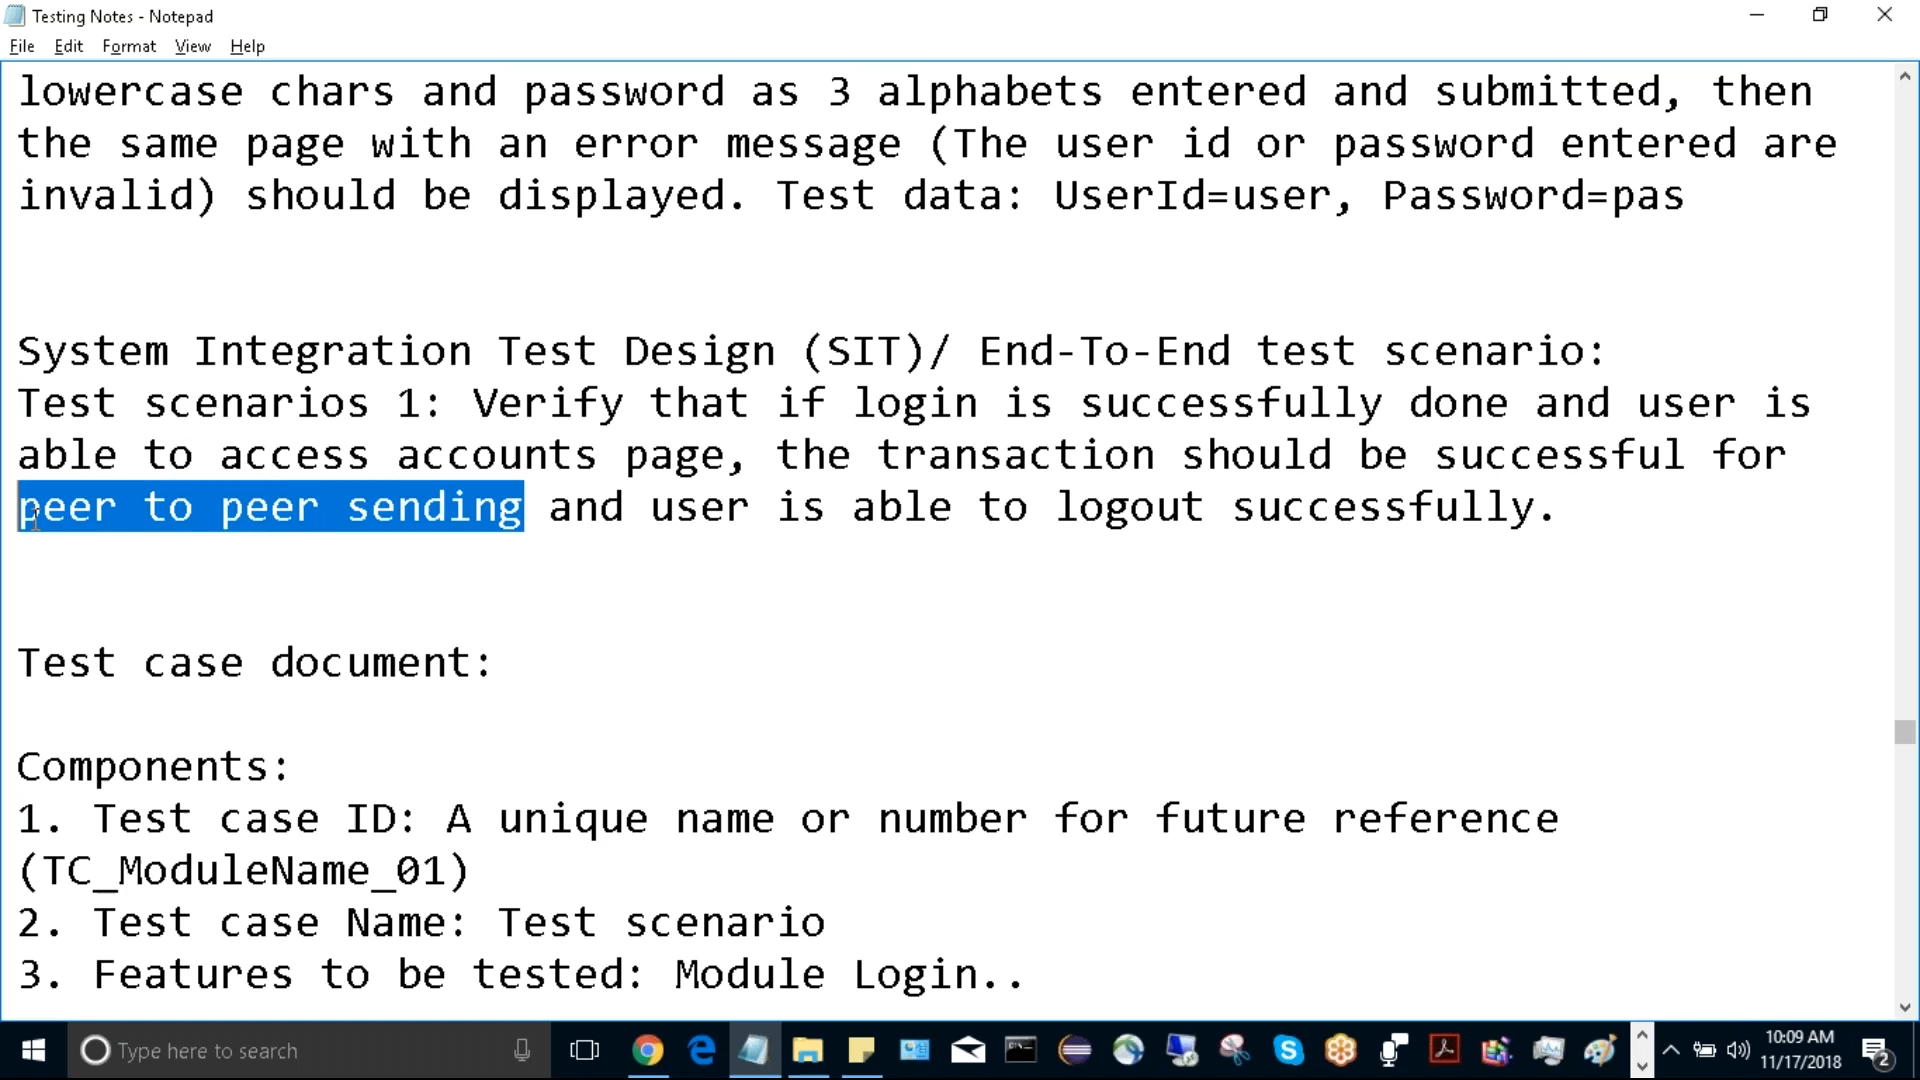 Testing Notes - Notepad
File Edit Format View Help
lowercase chars and password as 3 alphabets entered and submitted, then
the same page with an error message (The user id or password entered are
invalid) should be displayed. Test data: UserId=user, Password=pas
System Integration Test Design (SIT)/ End-To-End test scenario:
Test scenarios 1: Verify that if login is successfully done and user is
able to access accounts page, the transaction should be successful for
peer to peer sending and user is able to logout successfully.
Test case document:
Components:
1. Test case ID: A unique name or number for future reference
(TC_ModuleName_01)
2. Test case Name: Test scenario
3. Features to be tested: Module Login..
Type here to search
10:09 AM
11/17/2018
2